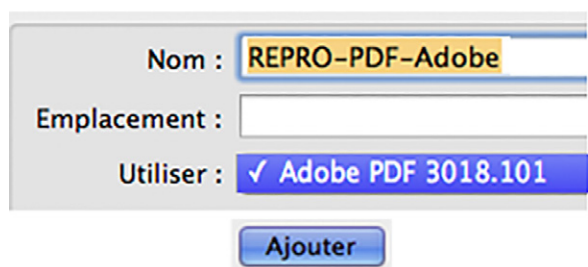 Nom : REPRO-PDF-Adobe
Emplacement :
Utiliser : ✓ Adobe PDF 3018.101
Ajouter